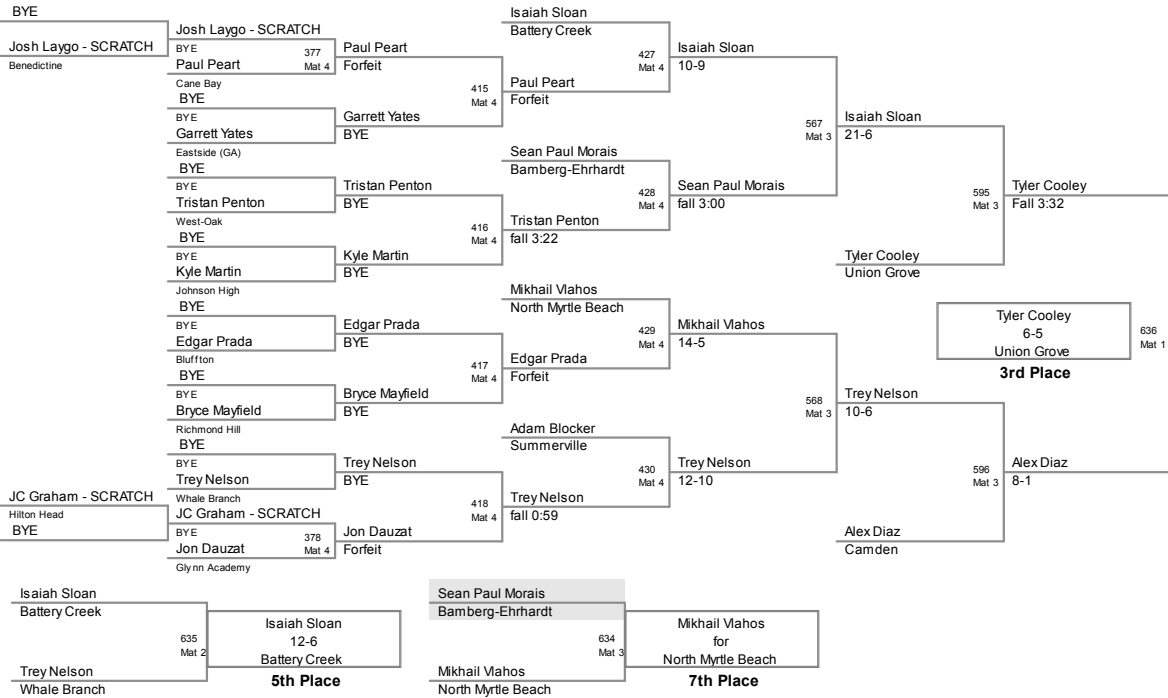 BYE
Josh Laygo - SCRATCH
Benedictine
JC Graham - SCRATCH
Hilton Head
BYE
Josh Laygo - SCRATCH
BYE
Paul Peart
Cane Bay
377
Mat 4
BYE
BYE
Garrett Yates
Eastside (GA)
BYE
BYE
Tristan Penton
West-Oak
BYE
BYE
Kyle Martin
Johnson High
BYE
BYE
Edgar Prada
Bluffton
BYE
BYE
Bryce Mayfield
Richmond Hill
BYE
BYE
Trey Nelson
Whale Branch
JC Graham - SCRATCH
BYE
Jon Dauzat
Glynn Academy
378
Mat 4
Paul Peart
Forfeit
415
Mat 4
Garrett Yates
BYE
Tristan Penton
BYE
416
Mat 4
Kyle Martin
BYE
Edgar Prada
BYE
417
Mat 4
Bryce Mayfield
BYE
Trey Nelson
BYE
418
Mat 4
Jon Dauzat
Forfeit
Isaiah Sloan
Battery Creek
427
Mat 4
Paul Peart
Forfeit
Sean Paul Morais
Bamberg-Ehrhardt
428
Mat 4
Tristan Penton
fall 3:22
Mikhail Vlahos
North Myrtle Beach
429
Mat 4
Edgar Prada
Forfeit
Adam Blocker
Summerville
430
Mat 4
Trey Nelson
fall 0:59
Isaiah Sloan
10-9
567
Mat 3
Sean Paul Morais
fall 3:00
Mikhail Vlahos
14-5
568
Mat 3
Trey Nelson
12-10
Isaiah Sloan
21-6
595
Mat 3
Tyler Cooley
Union Grove
Trey Nelson
10-6
596
Mat 3
Alex Diaz
Camden
Tyler Cooley
Fall 3:32
Tyler Cooley
6-5
Union Grove
636
Mat 1
3rd Place
Alex Diaz
8-1
Isaiah Sloan
Battery Creek
635
Mat 2
Trey Nelson
Whale Branch
Isaiah Sloan
12-6
Battery Creek
5th Place
Sean Paul Morais
Bamberg-Ehrhardt
634
Mat 3
Mikhail Vlahos
North Myrtle Beach
Mikhail Vlahos
for
North Myrtle Beach
7th Place